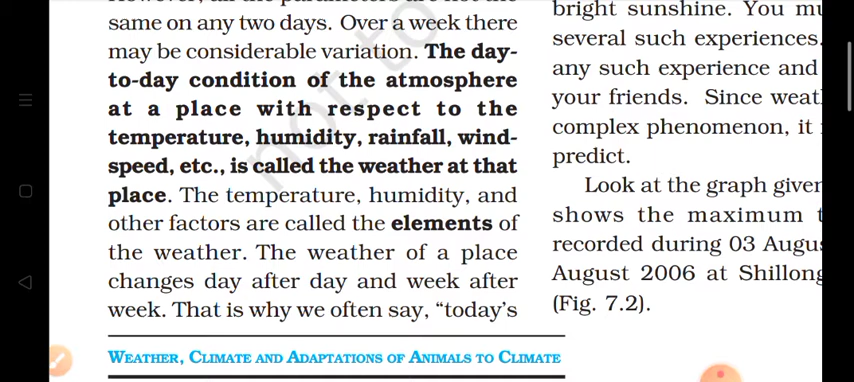 same on any two days. Over a week there
may be considerable variation. The day-
to-day condition of the atmosphere
at a place with respect to the
temperature, humidity, rainfall, wind-
speed, etc., is called the weather at that
place. The temperature, humidity, and
other factors are called the elements of
the weather. The weather of a place
changes day after day and week after
week. That is why we often say, “today's
WEATHER, CLIMATE AND ADAPTATIONS OF ANIMALS TO CLIMATE
bright sunshine. You
several such experiences.
any such experience and
your friends. Since
complex phenomenon, it
predict.
Look at the graph
shows the maximum
recorded during 03
August 2006 at Shillong
(Fig. 7.2).
not to